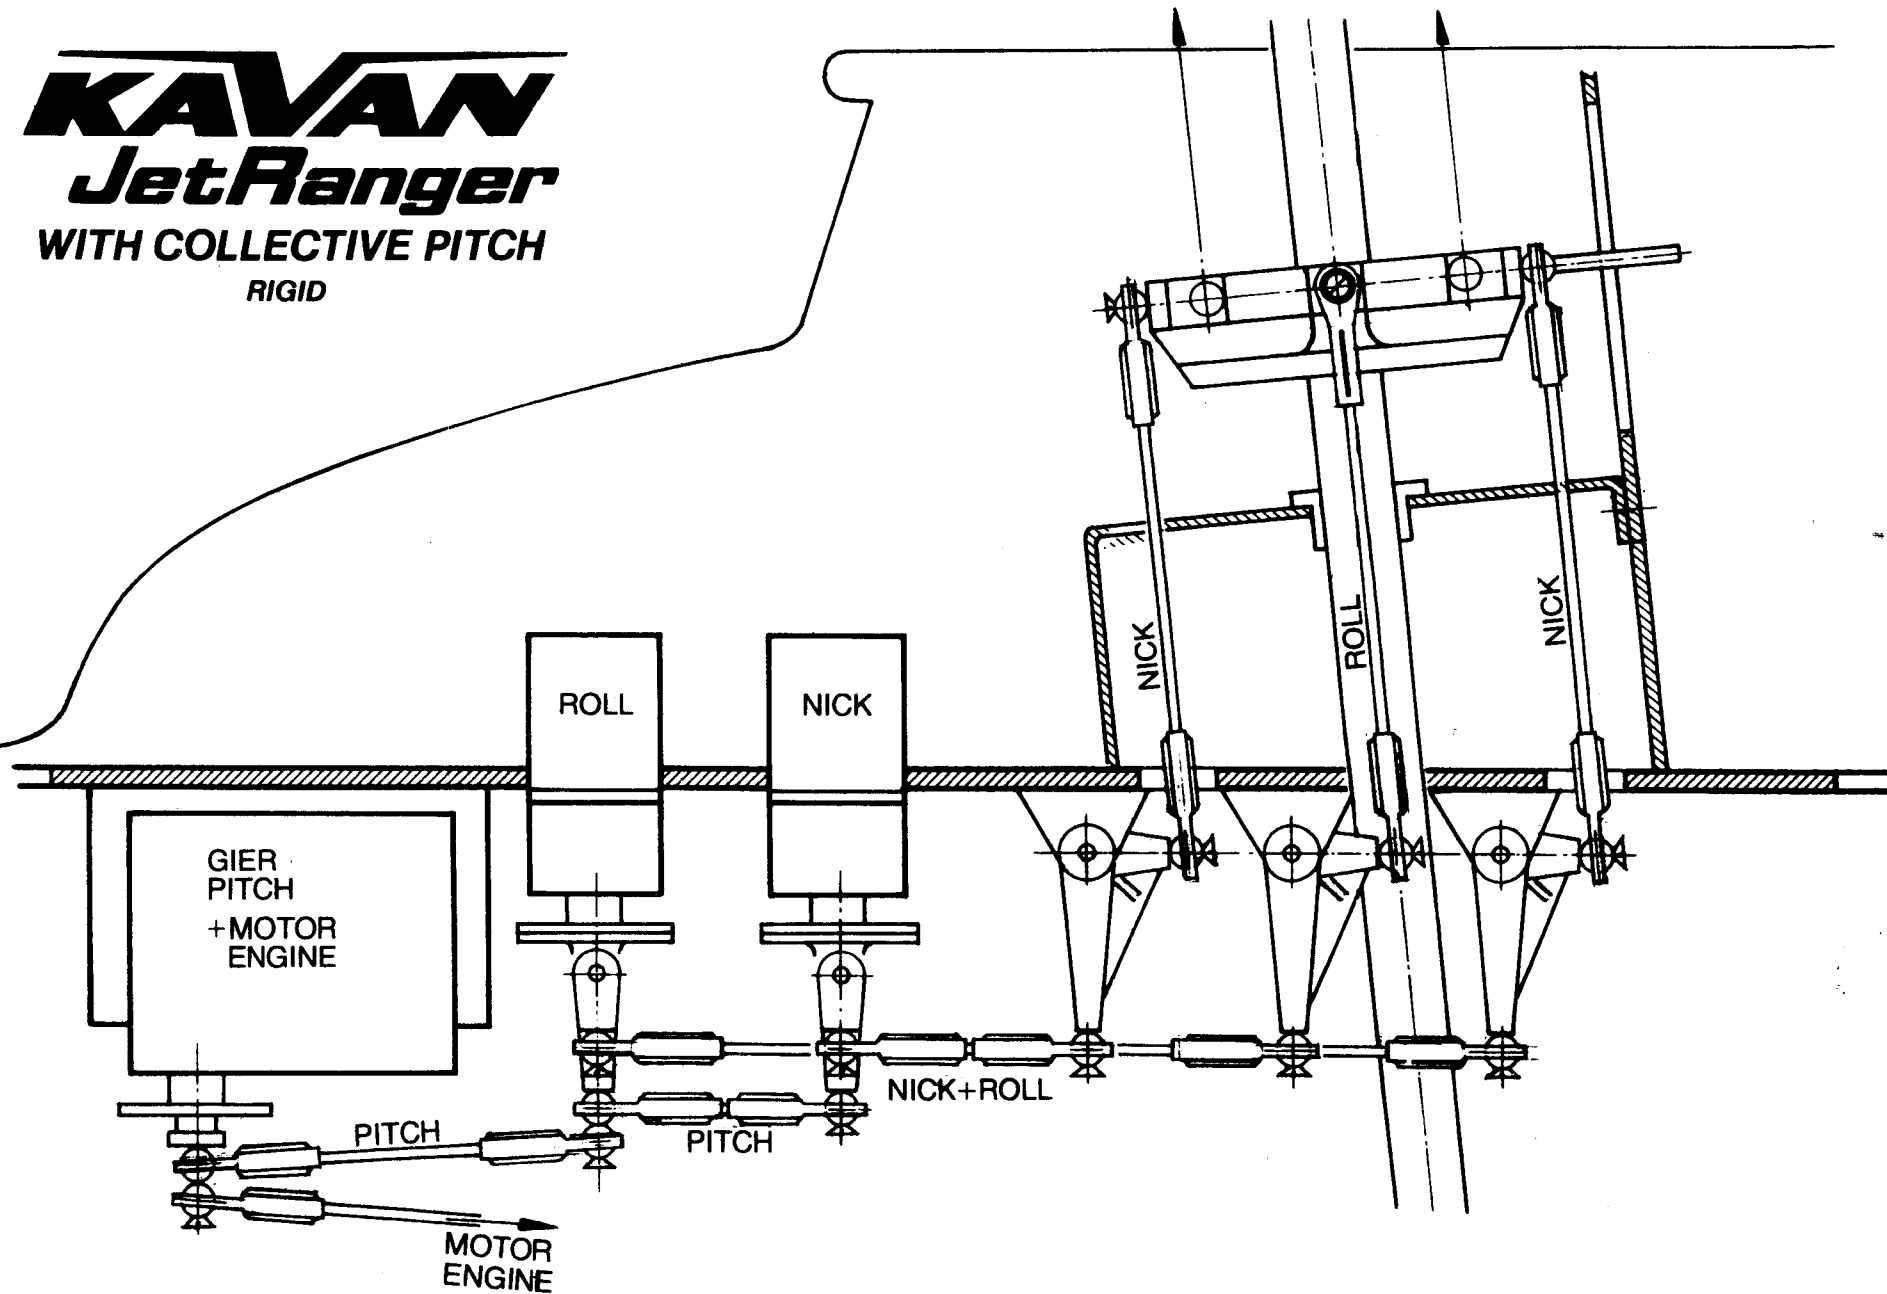 KAVAN
JetRanger
WITH COLLECTIVE PITCH
RIGID
NICK
ROLL
NICK
ROLL
NICK
GIER
PITCH
+MOTOR
ENGINE
NICK+ROLL
PITCH
PITCH
MOTOR
ENGINE